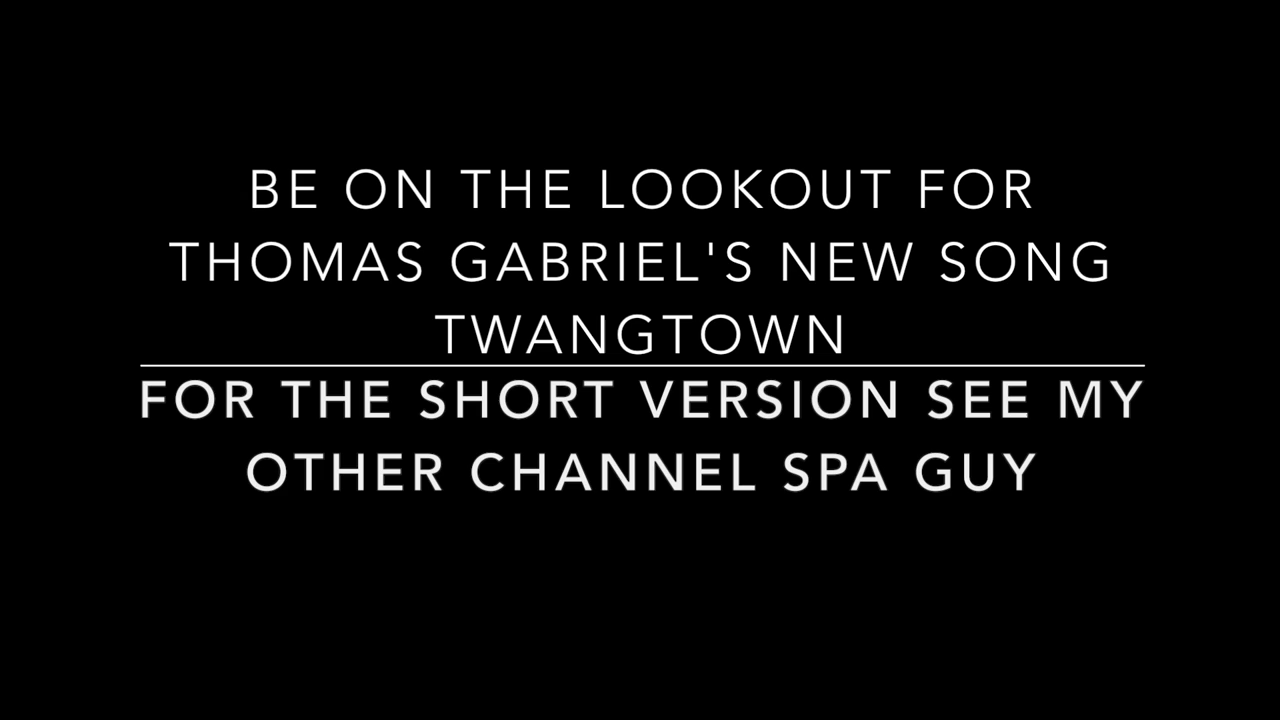 BE ON THE LOOKOUT FOR
THOMAS GABRIEL'S NEW SONG
TWANGTOWN
FOR THE SHORT VERSION SEE MY
OTHER CHANNEL SPA GUY